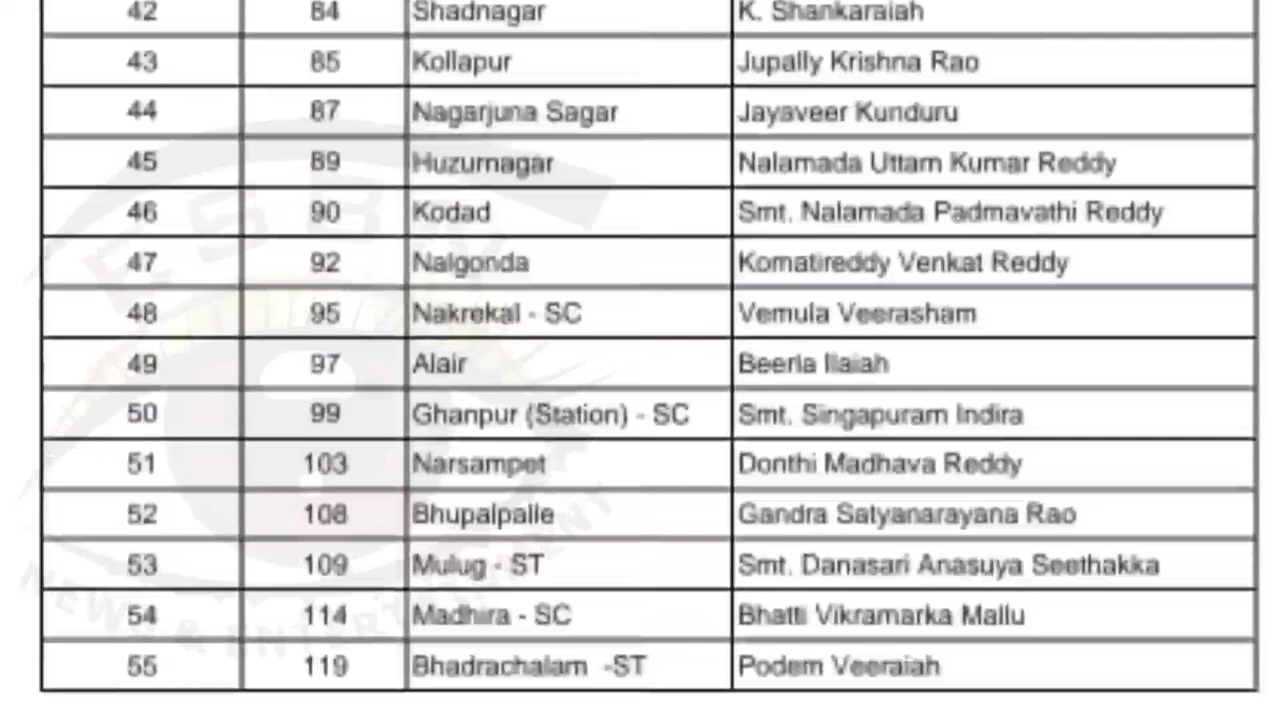 42 84 Shadnagar K. Shankaraiah
43 85 Kollapur Jupally Krishna Rao
44 87 Nagarjuna Sagar Jayaveer Kunduru
45 89 Huzurnagar Nalamada Uttam Kumar Reddy
46 90 Kodad Smt. Nalamada Padmavathi Reddy
47 92 Nalgonda Komatireddy Venkat Reddy
48 95 Nakrekal - SC Vemula Veerasham
49 97 Alair Beerla Ilaiah
50 99 Ghanpur (Station) - SC Smt. Singapuram Indira
51 103 Narsampet Donthi Madhava Reddy
52 108 Bhupalpalle Gandra Satyanarayana Rao
53 109 Mulug - ST Smt. Danasari Anasuya Seethakka
54 114 Madhira - SC Bhatti Vikramarka Mallu
55 119 Bhadrachalam -ST Podem Veeraiah
NEWS & ENTERTAINMENT